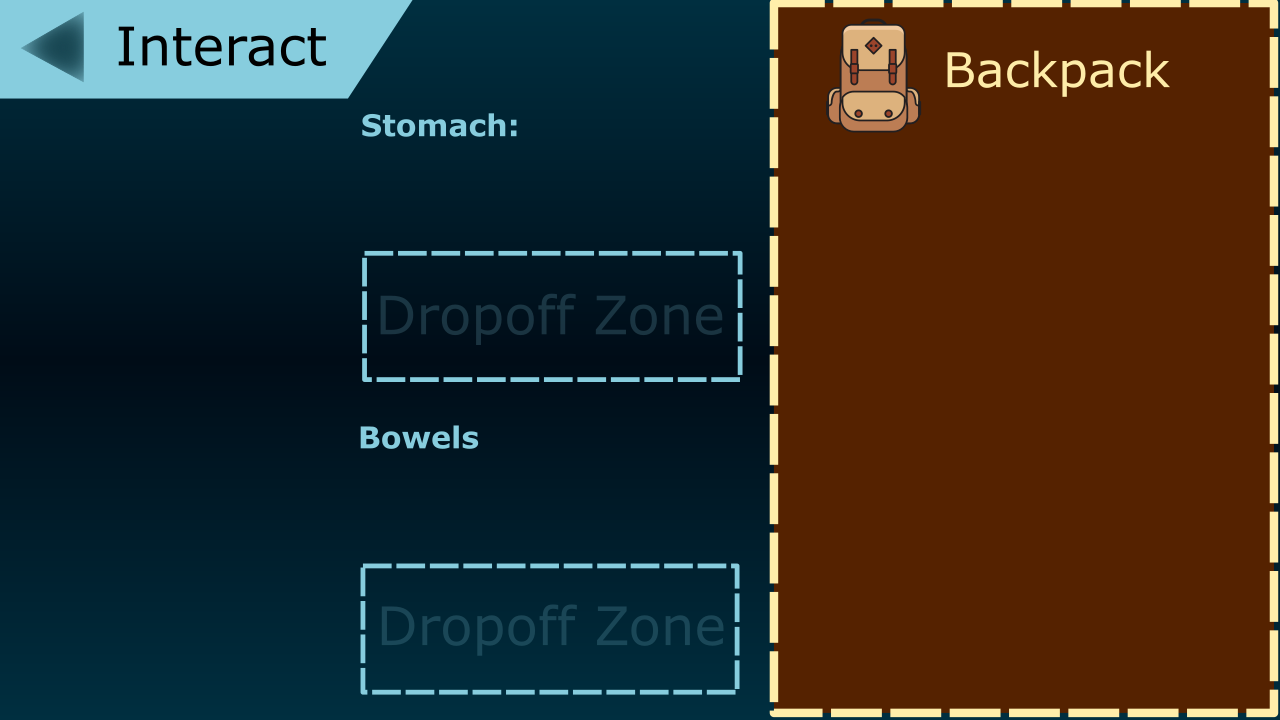 Interact
Stomach:
Dropoff Zone
Bowels
Dropoff Zone
Backpack